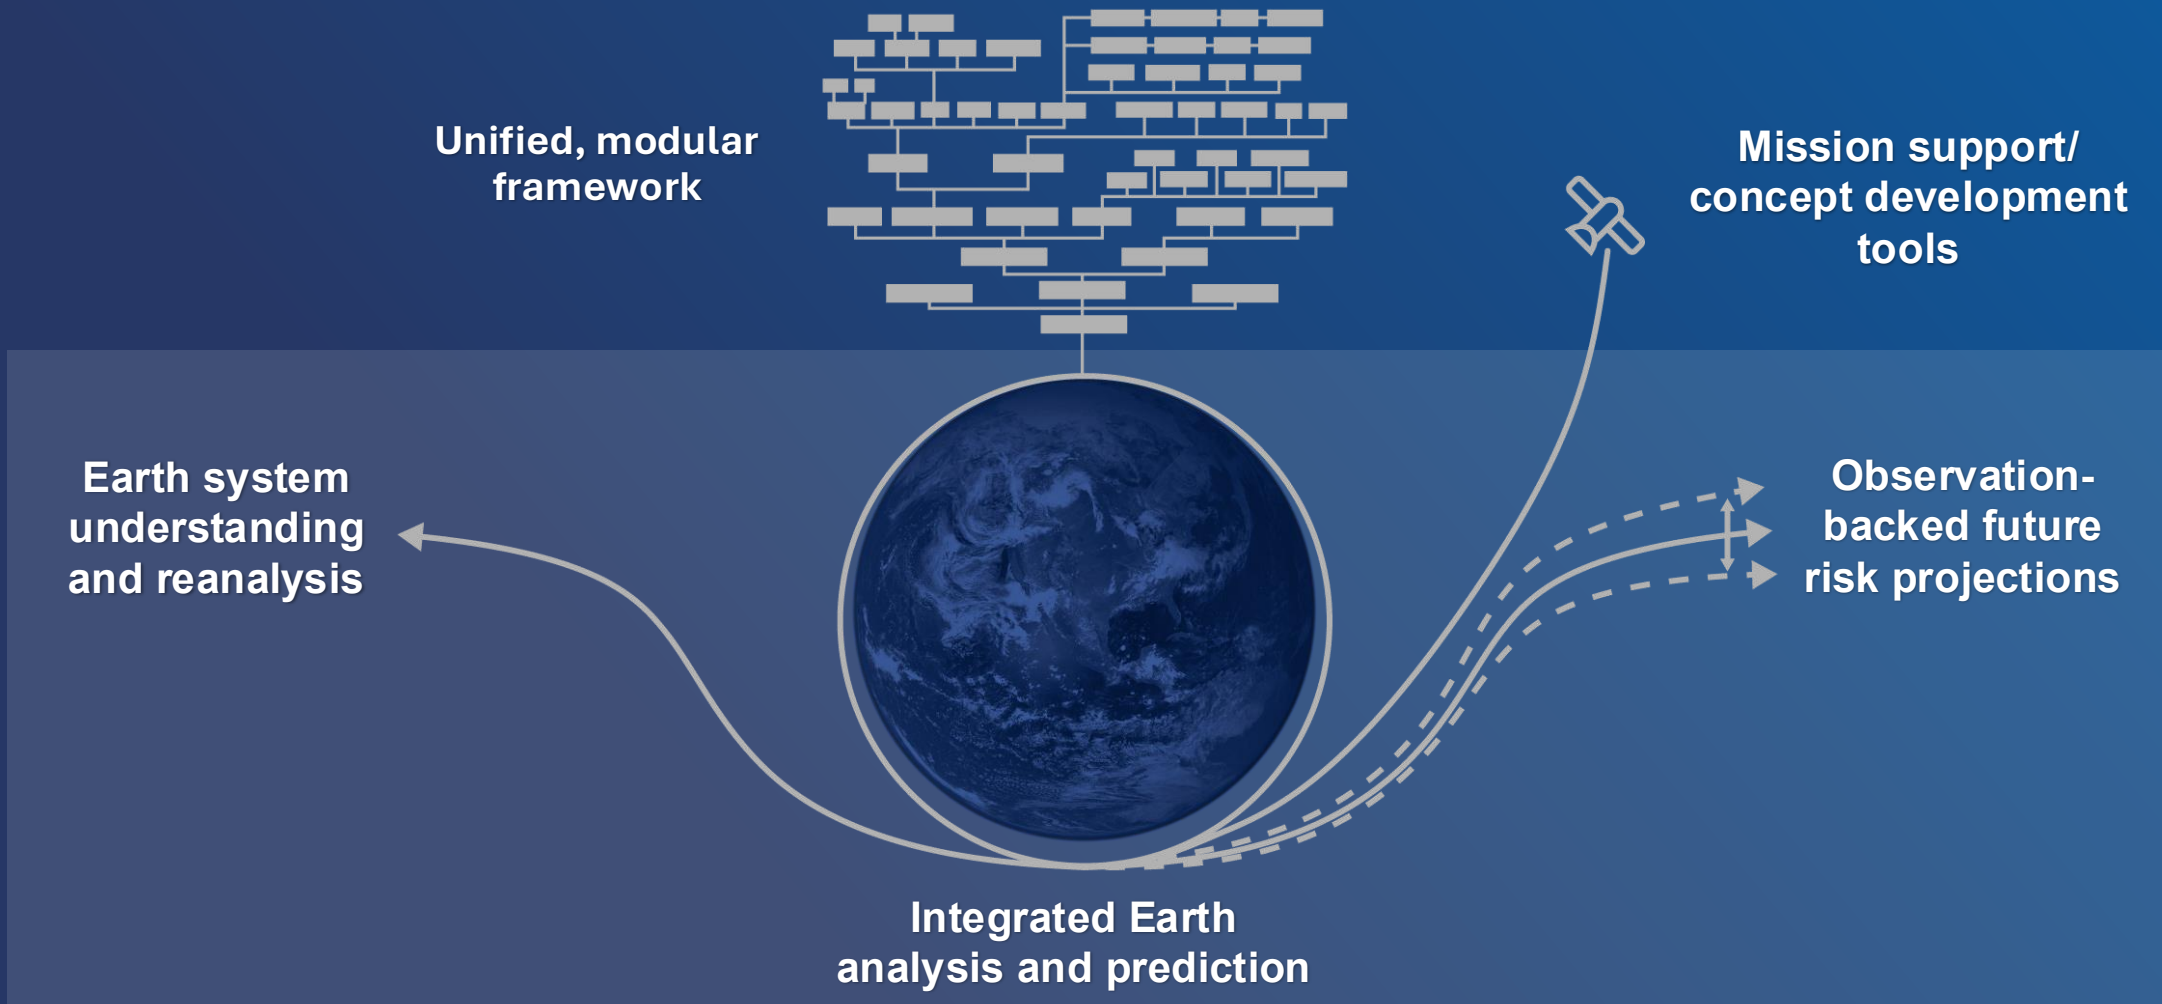 Unified, modular
framework
Mission support/
concept development
tools
Earth system
understanding
and reanalysis
Observation-
backed future
risk projections
Integrated Earth
analysis and prediction